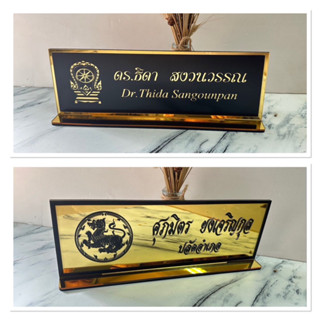 ดร.ธิดา สงวนวรรณ
Dr.Thida Sangounpan
ศุภมิตร ยงเจริญกุล
ปลัดอำเภอ